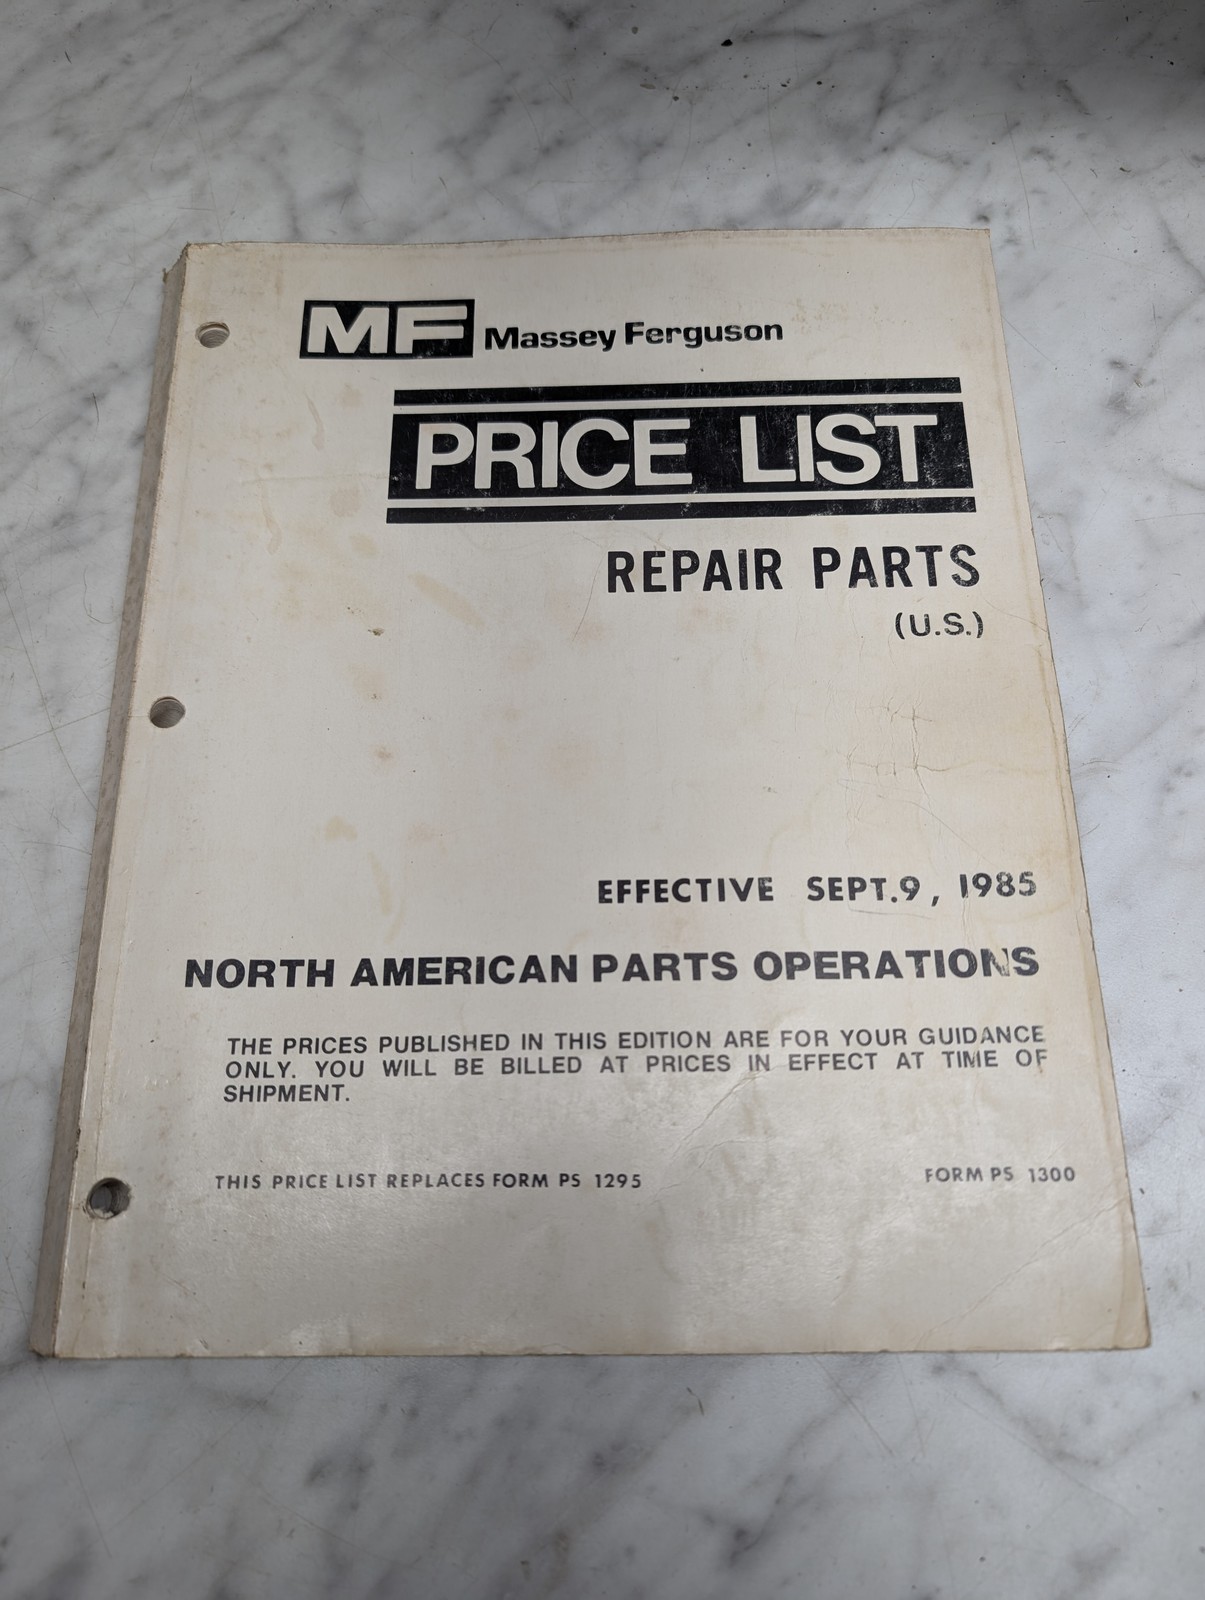 MF Massey Ferguson
PRICE LIST
REPAIR PARTS
(U.S.)
EFFECTIVE SEPT.9, 1985
NORTH AMERICAN PARTS OPERATIONS
THE PRICES PUBLISHED IN THIS EDITION ARE FOR YOUR GUIDANCE
ONLY. YOU WILL BE BILLED AT PRICES IN EFFECT AT TIME OF
SHIPMENT.
THIS PRICE LIST REPLACES FORM PS 1295
FORM PS 1300